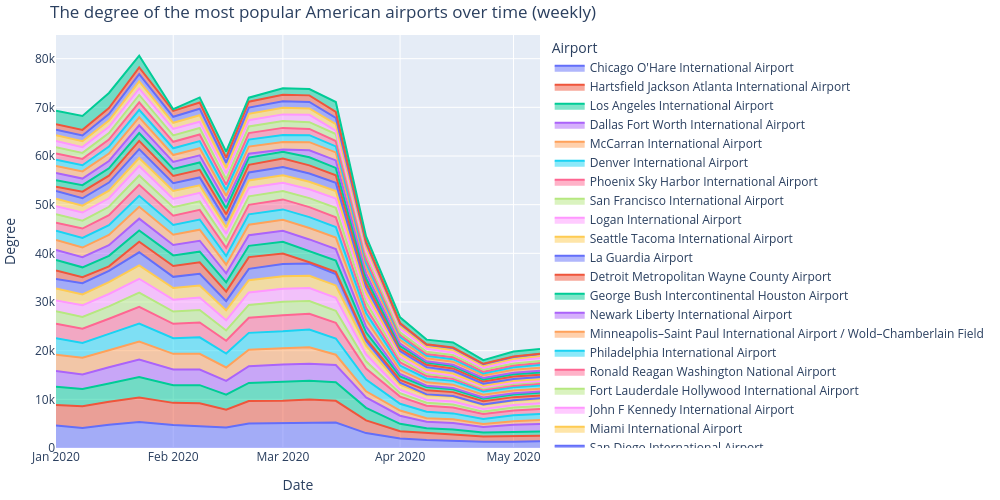 The degree of the most popular American airports over time (weekly)
Airport
Chicago O'Hare International Airport
Hartsfield Jackson Atlanta International Airport
Los Angeles International Airport
Dallas Fort Worth International Airport
McCarran International Airport
Denver International Airport
Phoenix Sky Harbor International Airport
San Francisco International Airport
Logan International Airport
Seattle Tacoma International Airport
La Guardia Airport
Detroit Metropolitan Wayne County Airport
George Bush Intercontinental Houston Airport
Newark Liberty International Airport
Minneapolis–Saint Paul International Airport / Wold–Chamberlain Field
Philadelphia International Airport
Ronald Reagan Washington National Airport
Fort Lauderdale Hollywood International Airport
John F Kennedy International Airport
Miami International Airport
San Diego International Airport
80k
70k
60k
50k
40k
30k
20k
10k
0
Degree
Jan 2020
Feb 2020
Mar 2020
Apr 2020
May 2020
Date